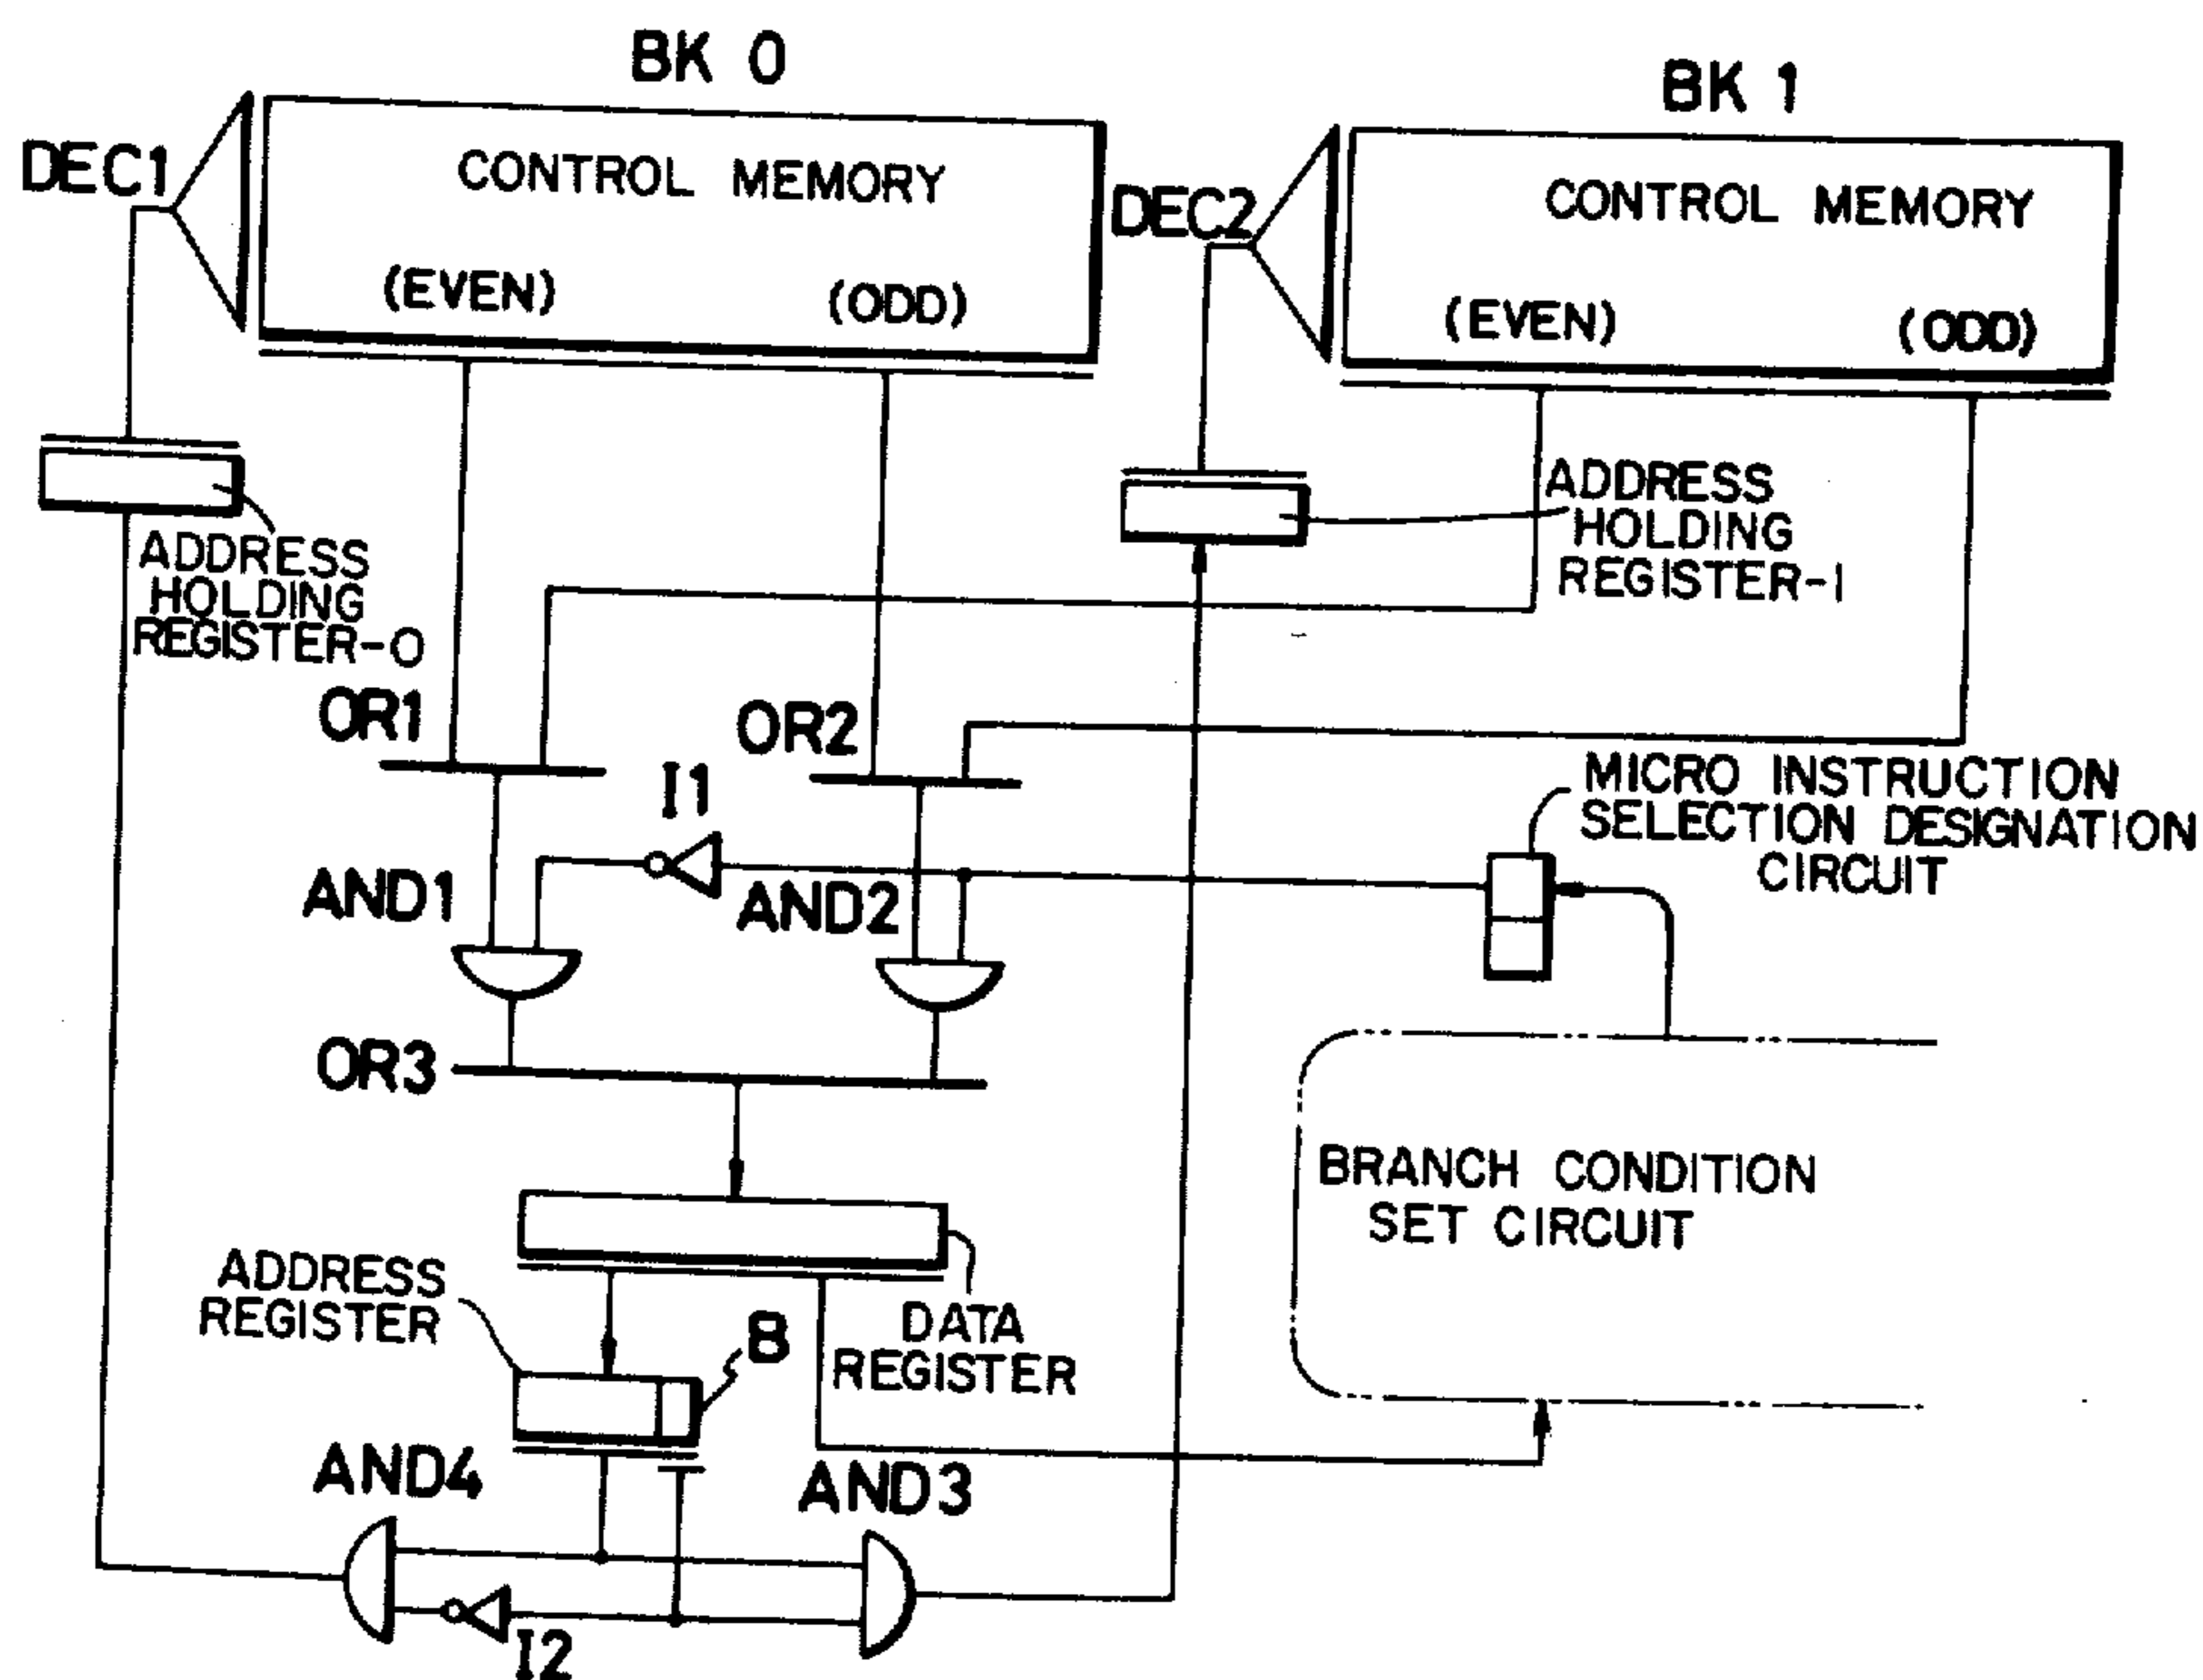 BK 0
BK 1
DEC1
CONTROL MEMORY
(EVEN)
(ODD)
DEC2
CONTROL MEMORY
(EVEN)
(ODD)
ADDRESS
HOLDING
REGISTER-0
ADDRESS
HOLDING
REGISTER-1
OR1
OR2
I1
MICRO INSTRUCTION
SELECTION DESIGNATION
CIRCUIT
AND1
AND2
OR3
BRANCH CONDITION
SET CIRCUIT
ADDRESS
REGISTER
8
DATA
REGISTER
AND4
AND3
I2